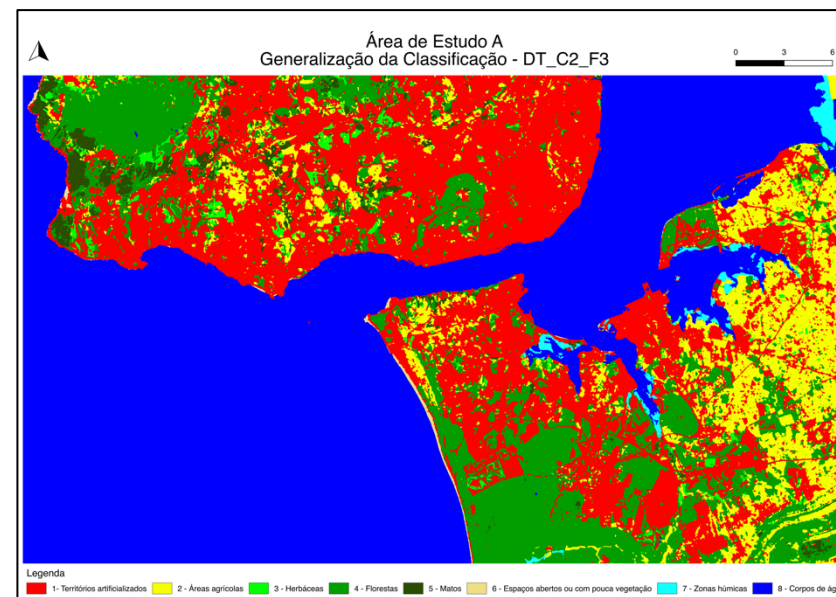 Área de Estudo A
Generalização da Classificação - DT_C2_F3
0 3 6
Legenda
1- Territórios artificializados 2 - Áreas agrícolas 3 - Herbáceas 4 - Florestas 5 - Matos 6 - Espaços abertos ou com pouca vegetação 7 - Zonas húmicas 8 - Corpos de ág